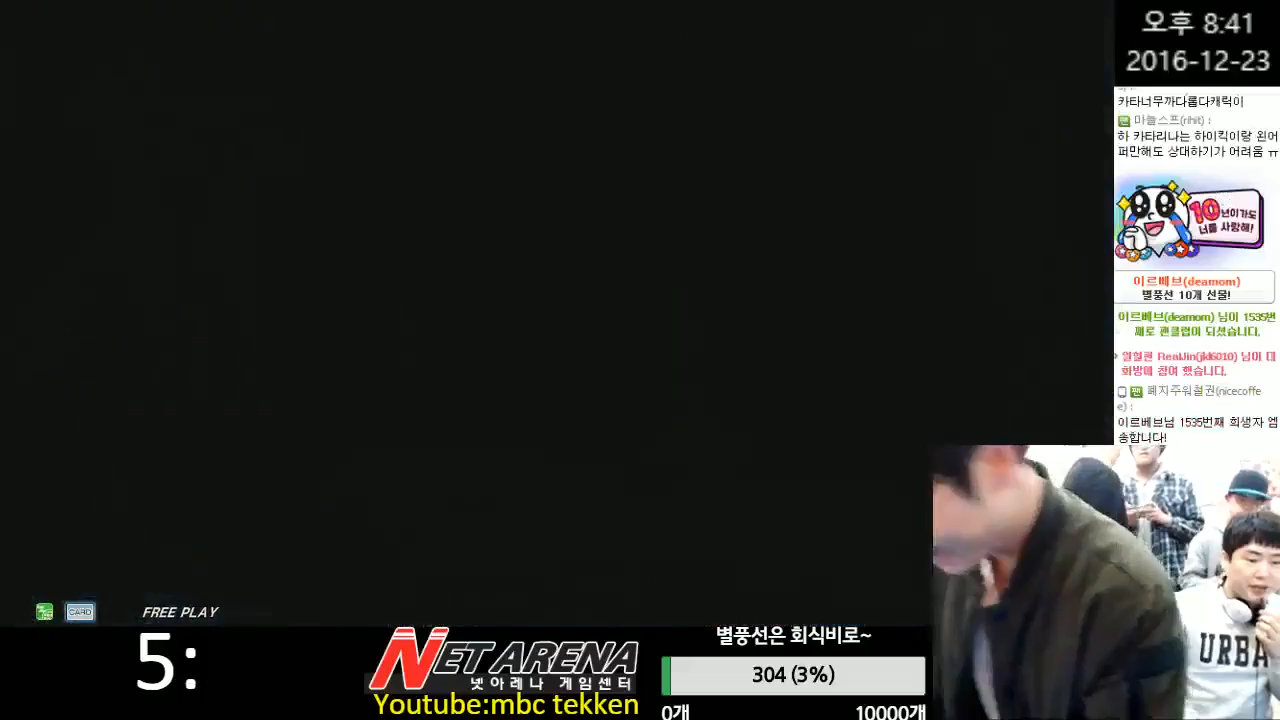 오후 8:41
2016-12-23
카타너무까다롭다캐릭이
팬 마늘스프(rihit) :
하 카타리나는 하이킥이랑 왼어
퍼만해도 상대하기가 어려움 ㅠ
10년이가도
너를 사랑해!
이르베브(deamom)
별풍선 10개 선물!
이르베브(deamom) 님이 1535번
째로 팬클럽이 되셨습니다.
열혈팬 RealJin(jkl6010) 님이 대
화방에 참여 했습니다.
팬 폐지주워철권(nicecoffe
e) :
이르베브님 1535번째 희생자 엠
송합니다!
URBA
CARD
FREE PLAY
5:
NET ARENA
넷아레나 게임센터
Youtube:mbc tekken
별풍선은 회식비로~
304 (3%)
0개
10000개